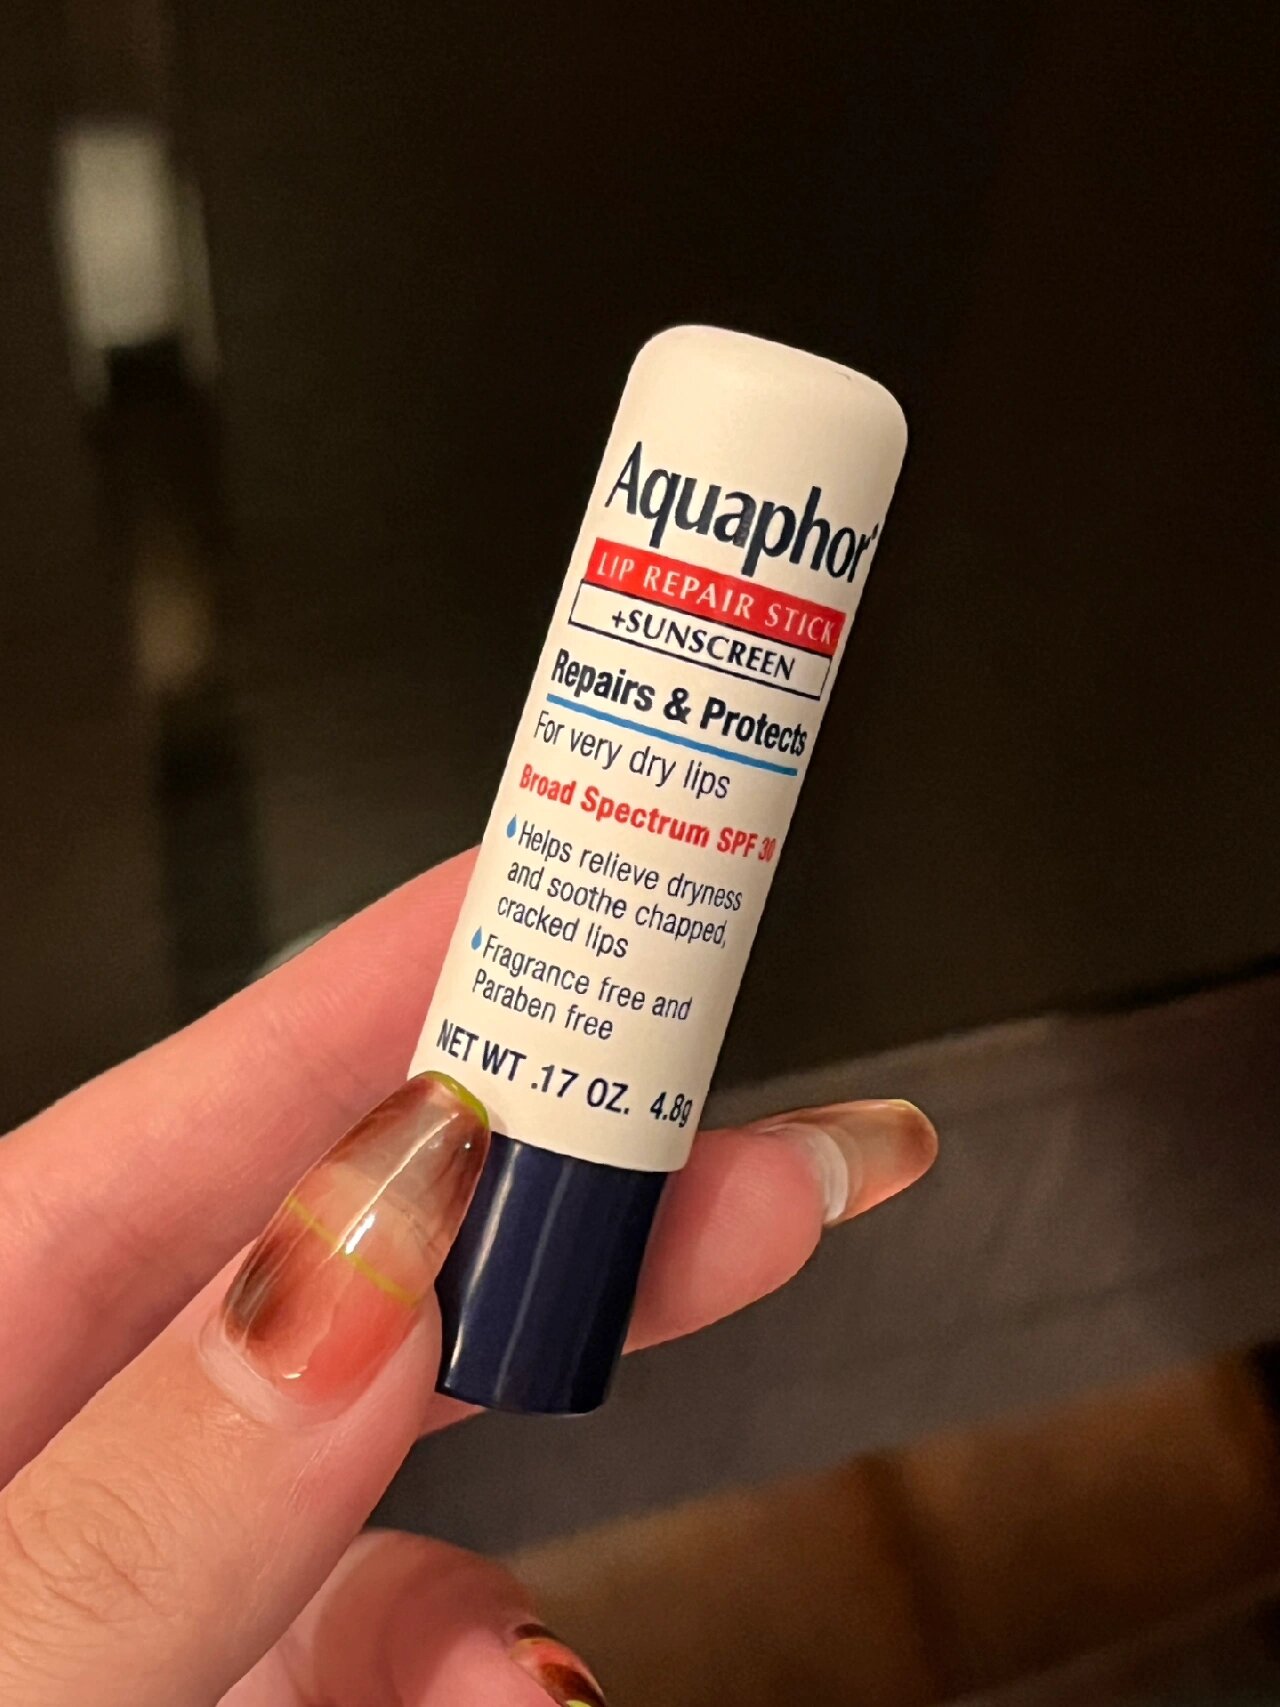 Aquaphor®
LIP REPAIR STICK
+SUNSCREEN
Repairs & Protects
For very dry lips
Broad Spectrum SPF 30
Helps relieve dryness
and soothe chapped,
cracked lips
Fragrance free and
Paraben free
NET WT .17 OZ. 4.8g